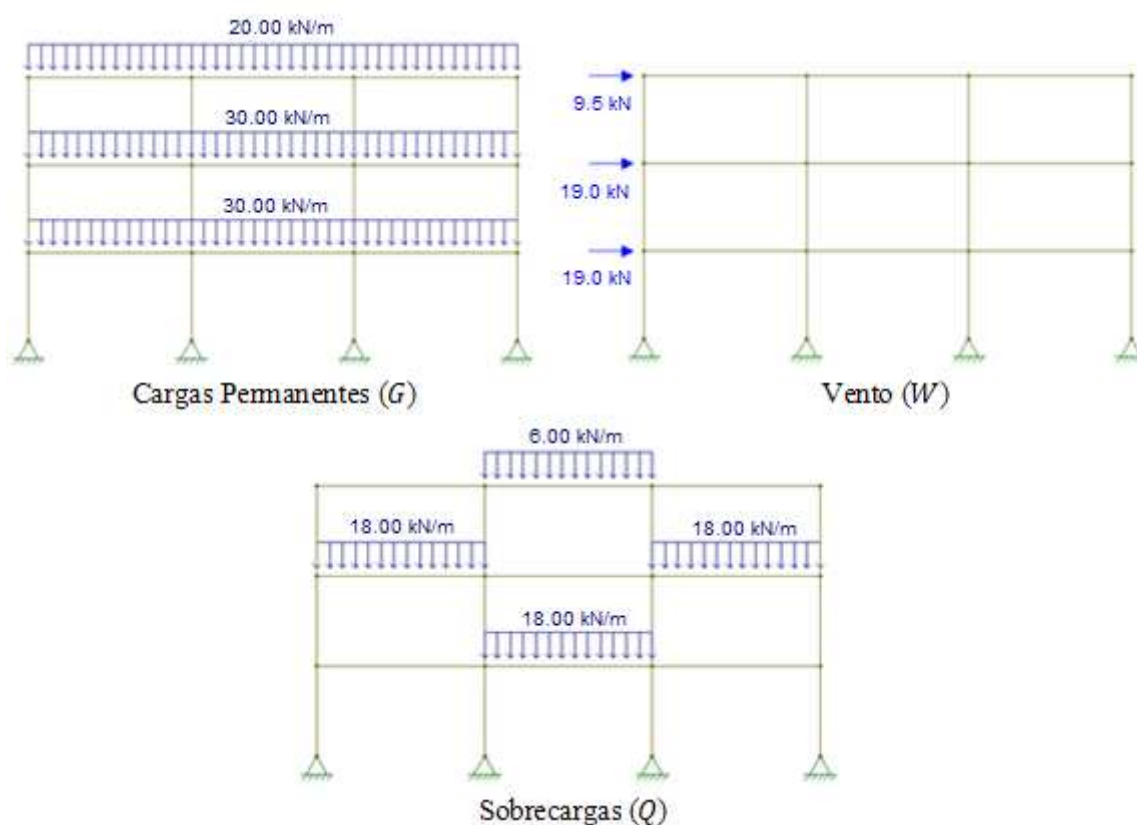 20.00 kN/m
30.00 kN/m
30.00 kN/m
Cargas Permanentes (G)
9.5 kN
19.0 kN
19.0 kN
Vento (W)
6.00 kN/m
18.00 kN/m
18.00 kN/m
18.00 kN/m
Sobrecargas (Q)